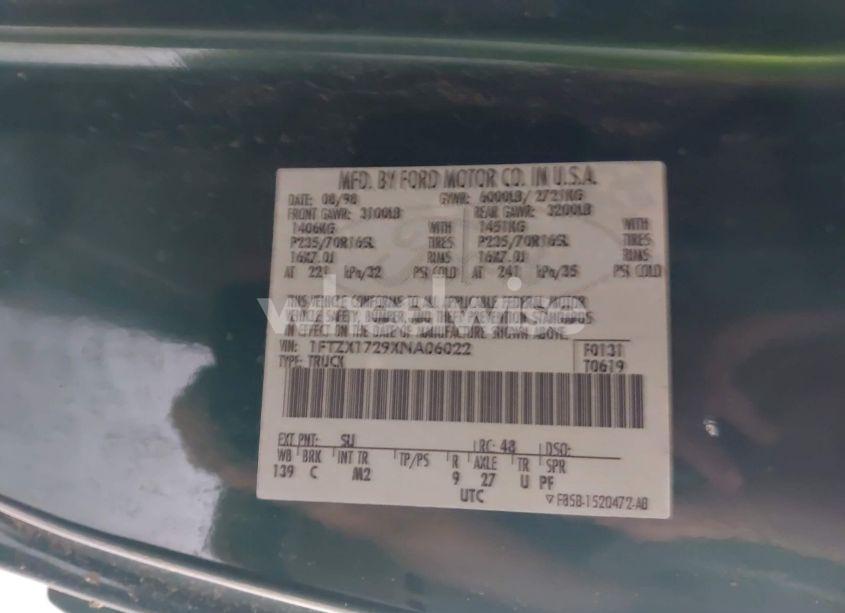 MFD. BY FORD MOTOR CO. IN U.S.A.
DATE: 08/98 GVWR: 6000LB/ 2721KG
FRONT GAWR: 3100LB REAR GAWR: 3200LB
1406KG WITH 1451KG WITH
P235/70R16SL TIRES P235/70R16SL TIRES
16X7.0J RIMS 16X7.0J RIMS
AT 221 kPa/32 PSI COLD AT 241 kPa/35 PSI COLD
THIS VEHICLE CONFORMS TO ALL APPLICABLE FEDERAL MOTOR
VEHICLE SAFETY, BUMPER, AND THEFT PREVENTION STANDARDS
IN EFFECT ON THE DATE OF MANUFACTURE SHOWN ABOVE.
VIN: 1FTZX1729XNA06022 F0131
TYPE: TRUCK T0619
EXT PNT: SU RC: 48 DSO:
WB BRK INT TR TP/PS R AXLE TR SPR
139 C M2 9 27 U PF
UTC F85B-1520472-AB